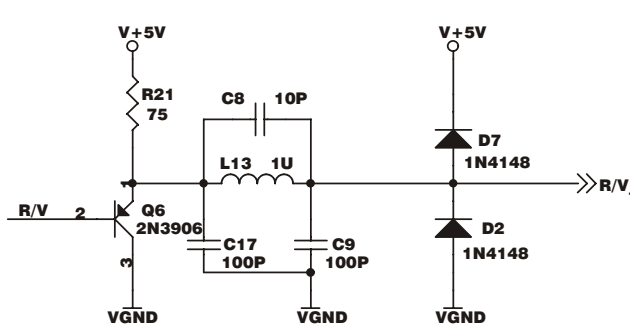 V+5V
V+5V
R21
75
C8 10P
D7
1N4148
L13 1U
1
R/V
R/V
2
Q6
2N3906
C17
100P
C9
100P
D2
1N4148
3
VGND
VGND
VGND